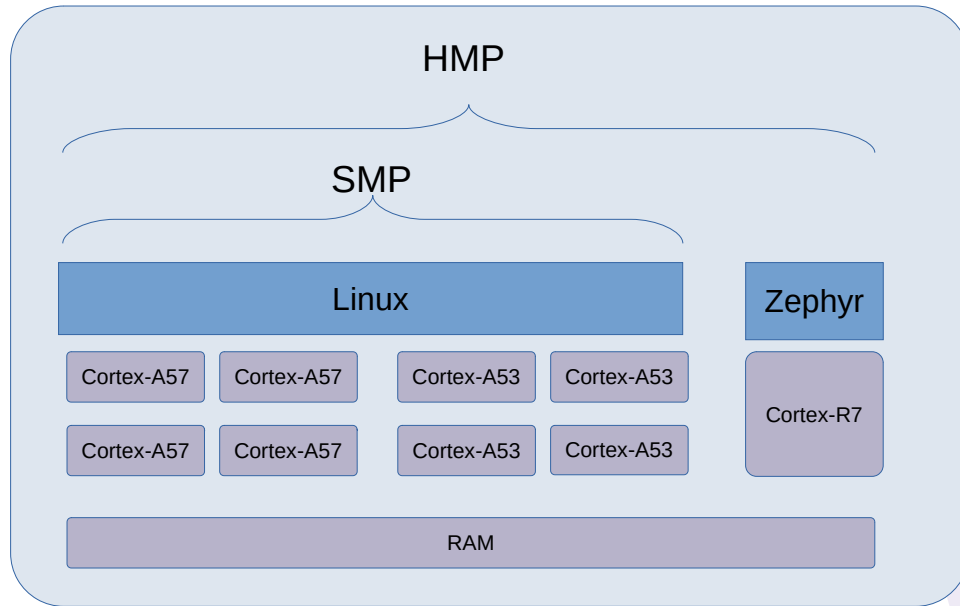 HMP
SMP
Linux
Zephyr
Cortex-A57
Cortex-A57
Cortex-A53
Cortex-A53
Cortex-R7
Cortex-A57
Cortex-A57
Cortex-A53
Cortex-A53
RAM